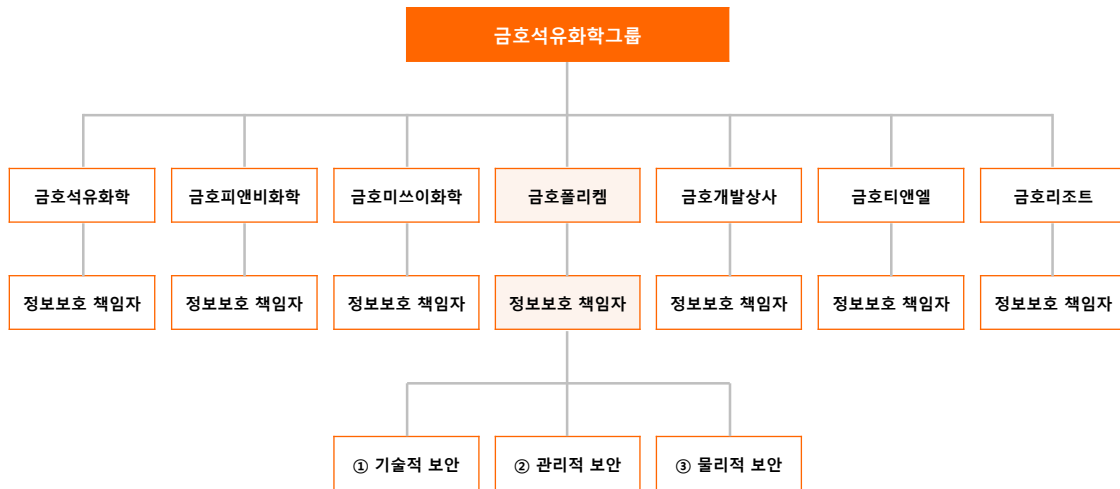 금호석유화학그룹
금호석유화학
금호피앤비화학
금호미쓰이화학
금호폴리켐
금호개발상사
금호티앤엘
금호리조트
정보보호 책임자
정보보호 책임자
정보보호 책임자
정보보호 책임자
정보보호 책임자
정보보호 책임자
정보보호 책임자
① 기술적 보안
② 관리적 보안
③ 물리적 보안